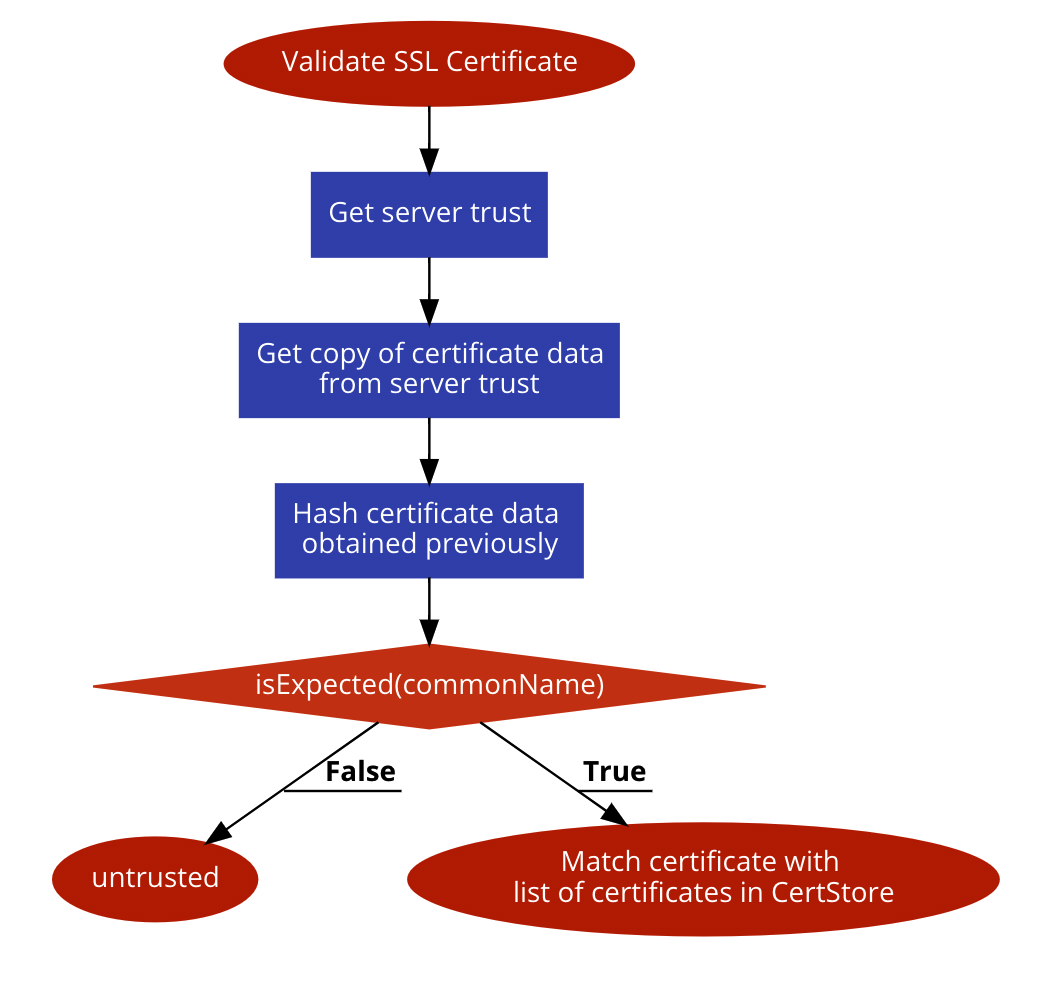 Validate SSL Certificate
Get server trust
Get copy of certificate data
from server trust
Hash certificate data
obtained previously
isExpected(commonName)
False
True
untrusted
Match certificate with
list of certificates in CertStore